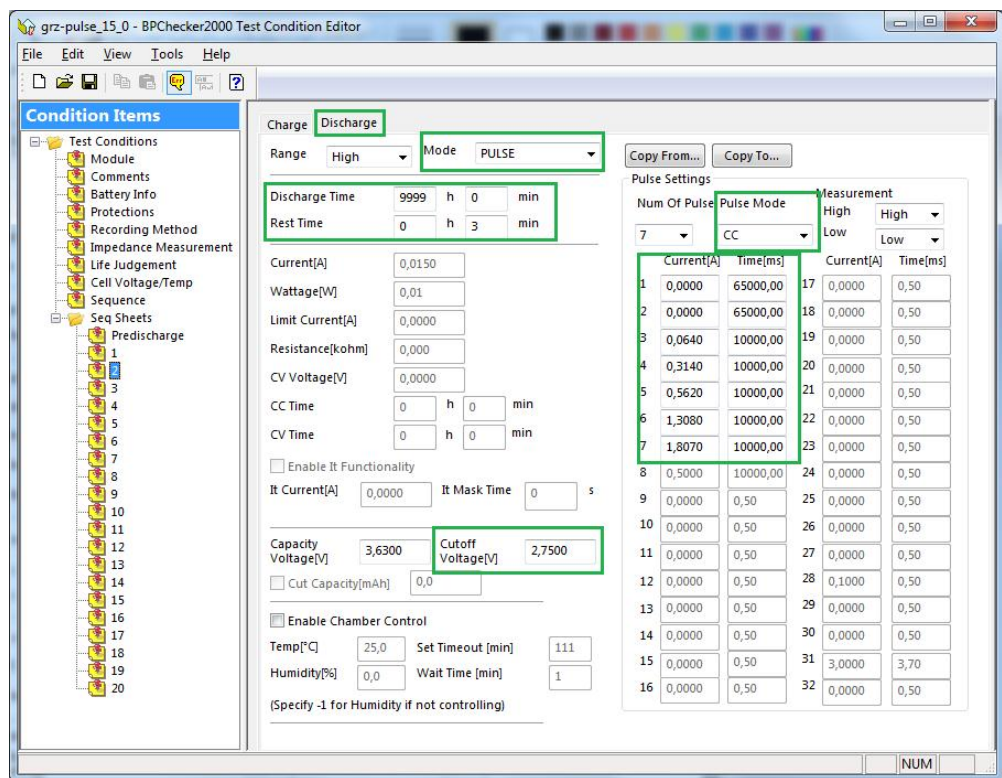 grz-pulse_15_0 - BPChecker2000 Test Condition Editor
File Edit View Tools Help
Condition Items
Test Conditions
Module
Comments
Battery Info
Protections
Recording Method
Impedance Measurement
Life Judgement
Cell Voltage/Temp
Sequence
Seq Sheets
Predischarge
1
2
3
4
5
6
7
8
9
10
11
12
13
14
15
16
17
18
19
20
Charge Discharge
Range High Mode PULSE
Discharge Time 9999 h 0 min
Rest Time 0 h 3 min
Current[A] 0,0150
Wattage[W] 0,01
Limit Current[A] 0,0000
Resistance[kohm] 0,000
CV Voltage[V] 0,0000
CC Time 0 h 0 min
CV Time 0 h 0 min
Enable It Functionality
It Current[A] 0,0000 It Mask Time 0 s
Capacity Voltage[V] 3,6300 Cutoff Voltage[V] 2,7500
Cut Capacity[mAh] 0,0
Enable Chamber Control
Temp[°C] 25,0 Set Timeout [min] 111
Humidity[%] 0,0 Wait Time [min] 1
(Specify -1 for Humidity if not controlling)
Copy From... Copy To...
Pulse Settings
Num Of Pulse Pulse Mode Measurement
7 CC
High High
Low Low
Current[A] Time[ms] Current[A] Time[ms]
1 0,0000 65000,00 17 0,0000 0,50
2 0,0000 65000,00 18 0,0000 0,50
3 0,0640 10000,00 19 0,0000 0,50
4 0,3140 10000,00 20 0,0000 0,50
5 0,5620 10000,00 21 0,0000 0,50
6 1,3080 10000,00 22 0,0000 0,50
7 1,8070 10000,00 23 0,0000 0,50
8 0,5000 10000,00 24 0,0000 0,50
9 0,0000 0,50 25 0,0000 0,50
10 0,0000 0,50 26 0,0000 0,50
11 0,0000 0,50 27 0,0000 0,50
12 0,0000 0,50 28 0,1000 0,50
13 0,0000 0,50 29 0,0000 0,50
14 0,0000 0,50 30 0,0000 0,50
15 0,0000 0,50 31 3,0000 3,70
16 0,0000 0,50 32 0,0000 0,50
NUM